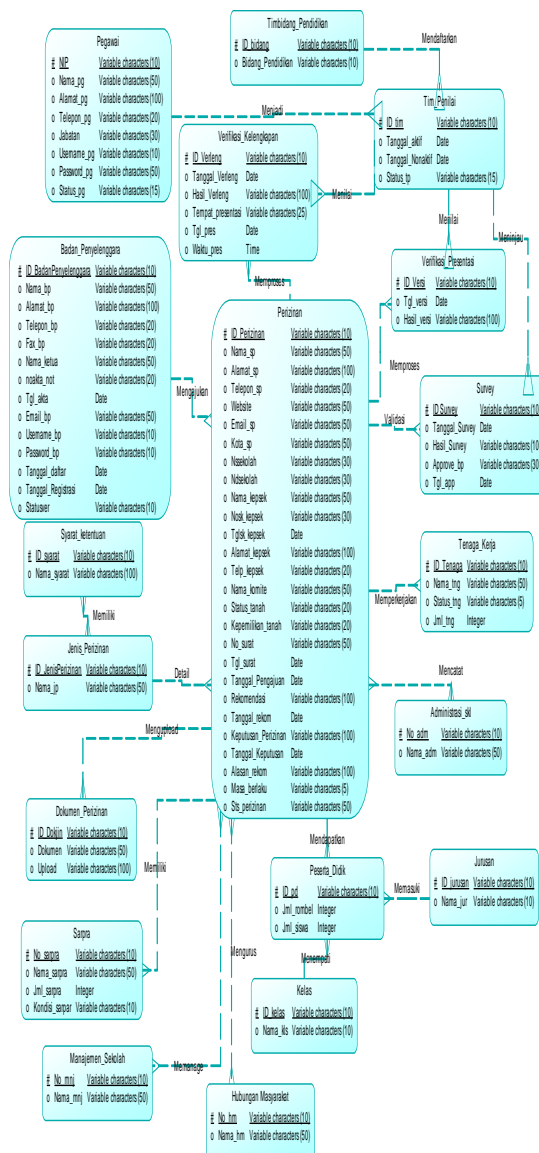 Timbidang_Pendidikan
# ID_bidang Variable characters (10)
o Bidang_Pendidikan Variable characters (10)
Mendaftarkan
Pegawai
# NIP Variable characters (10)
o Nama_pg Variable characters (50)
o Alamat_pg Variable characters (100)
o Telepon_pg Variable characters (20)
o Jabatan Variable characters (30)
o Username_pg Variable characters (10)
o Password_pg Variable characters (50)
o Status_pg Variable characters (15)
Menjadi
Tim_Penilai
# ID_tim Variable characters (10)
o Tanggal_aktif Date
o Tanggal_Nonaktif Date
o Status_tp Variable characters (15)
Verifikasi_Kelengkapan
# ID_Verleng Variable characters (10)
o Tanggal_Verleng Date
o Hasil_Verleng Variable characters (100)
o Tempat_presentasi Variable characters (25)
o Tgl_pres Date
o Waktu_pres Time
Menilai
Menilai
Meninjau
Memproses
Badan_Penyelenggara
# ID_BadanPenyelenggara Variable characters (10)
o Nama_bp Variable characters (50)
o Alamat_bp Variable characters (100)
o Telepon_bp Variable characters (20)
o Fax_bp Variable characters (20)
o Nama_ketua Variable characters (50)
o noakta_not Variable characters (20)
o Tgl_akta Date
o Email_bp Variable characters (50)
o Username_bp Variable characters (10)
o Password_bp Variable characters (10)
o Tanggal_daftar Date
o Tanggal_Registrasi Date
o Statusver Variable characters (10)
Mengajukan
Verifikasi_Presentasi
# ID_Versi Variable characters (10)
o Tgl_versi Date
o Hasil_versi Variable characters (100)
Memproses
Perizinan
# ID_Perizinan Variable characters (10)
o Nama_sp Variable characters (50)
o Alamat_sp Variable characters (100)
o Telepon_sp Variable characters (20)
o Website Variable characters (50)
o Email_sp Variable characters (50)
o Kota_sp Variable characters (50)
o Nssekolah Variable characters (30)
o Ndsekolah Variable characters (30)
o Nama_kepsek Variable characters (50)
o Nosk_kepsek Variable characters (30)
o Tglsk_kepsek Date
o Alamat_kepsek Variable characters (100)
o Telp_kepsek Variable characters (20)
o Nama_komite Variable characters (50)
o Status_tanah Variable characters (20)
o Kepemilikan_tanah Variable characters (20)
o No_surat Variable characters (50)
o Tgl_surat Date
o Tanggal_Pengajuan Date
o Rekomendasi Variable characters (100)
o Tanggal_rekom Date
o Keputusan_Perizinan Variable characters (100)
o Tanggal_Keputusan Date
o Alasan_rekom Variable characters (100)
o Masa_berlaku Variable characters (5)
o Sts_perizinan Variable characters (50)
Validasi
Survey
# ID Survey Variable characters (10
o Tanggal_Survey Date
o Hasil_Survey Variable characters (10
o Approve_bp Variable characters (30
o Tgl_app Date
Syarat_ketentuan
# ID_syarat Variable characters (10)
o Nama_syarat Variable characters (100)
Memiliki
Jenis_Perizinan
# ID_JenisPerizinan Variable characters (10)
o Nama_jp Variable characters (50)
Detail
Tenaga_Kerja
# ID_Tenaga Variable characters (10)
o Nama_tng Variable characters (50)
o Status_tng Variable characters (5)
o Jml_tng Integer
Memperkerjakan
Mencatat
Administrasi_skl
# No_adm Variable characters (10)
o Nama_adm Variable characters (50)
Mengupload
Dokumen_Perizinan
# ID_Dokjin Variable characters (10)
o Dokumen Variable characters (50)
o Upload Variable characters (100)
Memiliki
Mendapatkan
Peserta_Didik
# ID_pd Variable characters (10)
o Jml_rombel Integer
o Jml_siswa Integer
Memasuki
Jurusan
# ID_jurusan Variable characters (10)
o Nama_jur Variable characters (10)
Sarpra
# No_sarpra Variable characters (10)
o Nama_sarpra Variable characters (50)
o Jml_sarpra Integer
o Kondisi_sarpar Variable characters (10)
Mengurus
Menempati
Kelas
# ID_kelas Variable characters (10)
o Nama_kls Variable characters (10)
Manajemen_Sekolah
# No_mnj Variable characters (10)
o Nama_mnj Variable characters (50)
Memanage
Hubungan Masyarakat
# No_hm Variable characters (10)
o Nama_hm Variable characters (50)